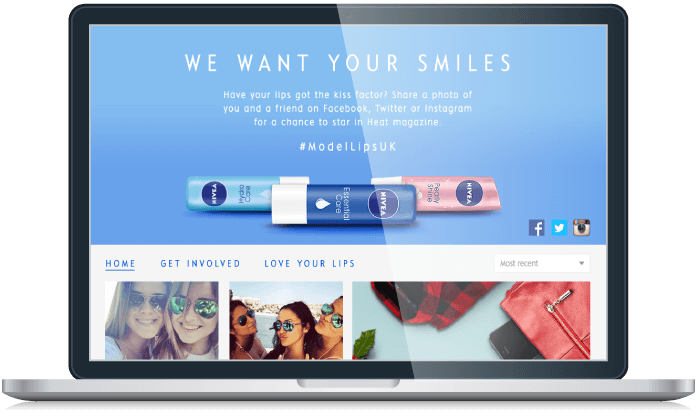 WE WANT YOUR SMILES
Have your lips got the kiss factor? Share a photo of
you and a friend on Facebook, Twitter or Instagram
for a chance to star in Heat magazine.
#ModelLipsUK
NIVEA
Hydro
Care
Essential
Care
NIVEA
Pearly
Shine
NIVEA
HOME GET INVOLVED LOVE YOUR LIPS Most recent